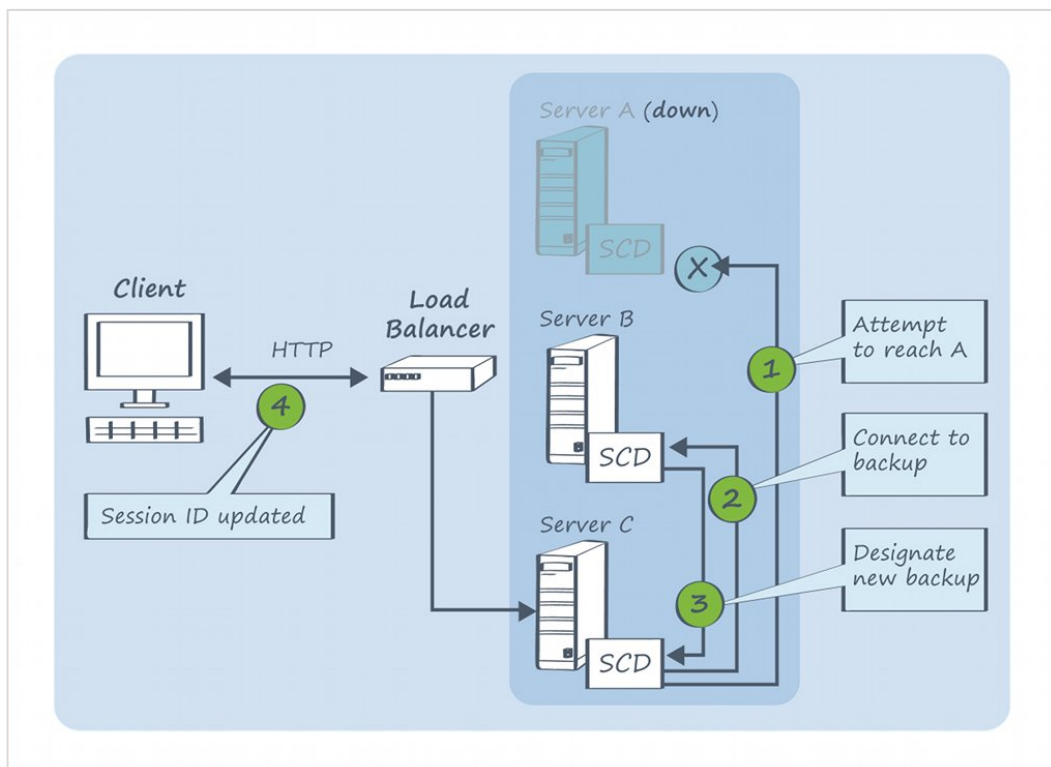 Server A (down)
SCD
X
Client
Load
Balancer
HTTP
Server B
Attempt
to reach A
1
4
SCD
Connect to
backup
2
Session ID updated
Server C
Designate
new backup
3
SCD